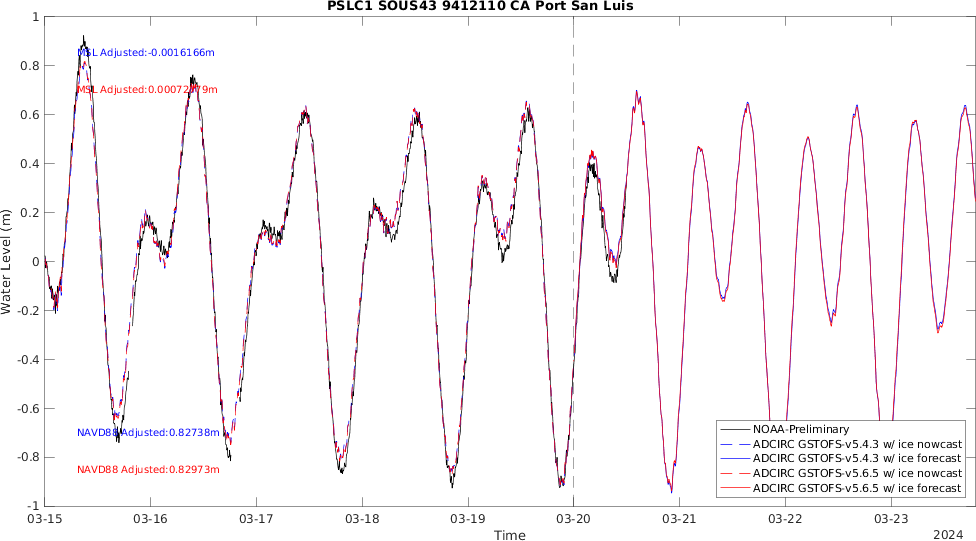 PSLC1 SOUS43 9412110 CA Port San Luis
1
0.8
0.6
0.4
0.2
0
-0.2
-0.4
-0.6
-0.8
-1
Water Level (m)
MSL Adjusted:-0.0016166m
MSL
NAVD88 Adjusted:0.82738m
NAVD88 Adjusted:0.82973m
NOAA-Preliminary
ADCIRC GSTOFS-v5.4.3 w/ ice nowcast
ADCIRC GSTOFS-v5.4.3 w/ ice forecast
ADCIRC GSTOFS-v5.6.5 w/ ice nowcast
ADCIRC GSTOFS-v5.6.5 w/ ice forecast
03-15 03-16 03-17 03-18 03-19 03-20 03-21 03-22 03-23
Time
2024